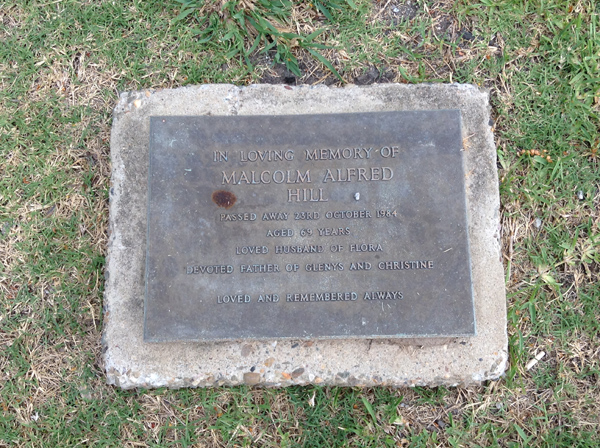 IN LOVING MEMORY OF
MALCOLM ALFRED
HILL
PASSED AWAY 23RD OCTOBER 1984
AGED 69 YEARS
LOVED HUSBAND OF FLORA
DEVOTED FATHER OF GLENYS AND CHRISTINE
LOVED AND REMEMBERED ALWAYS